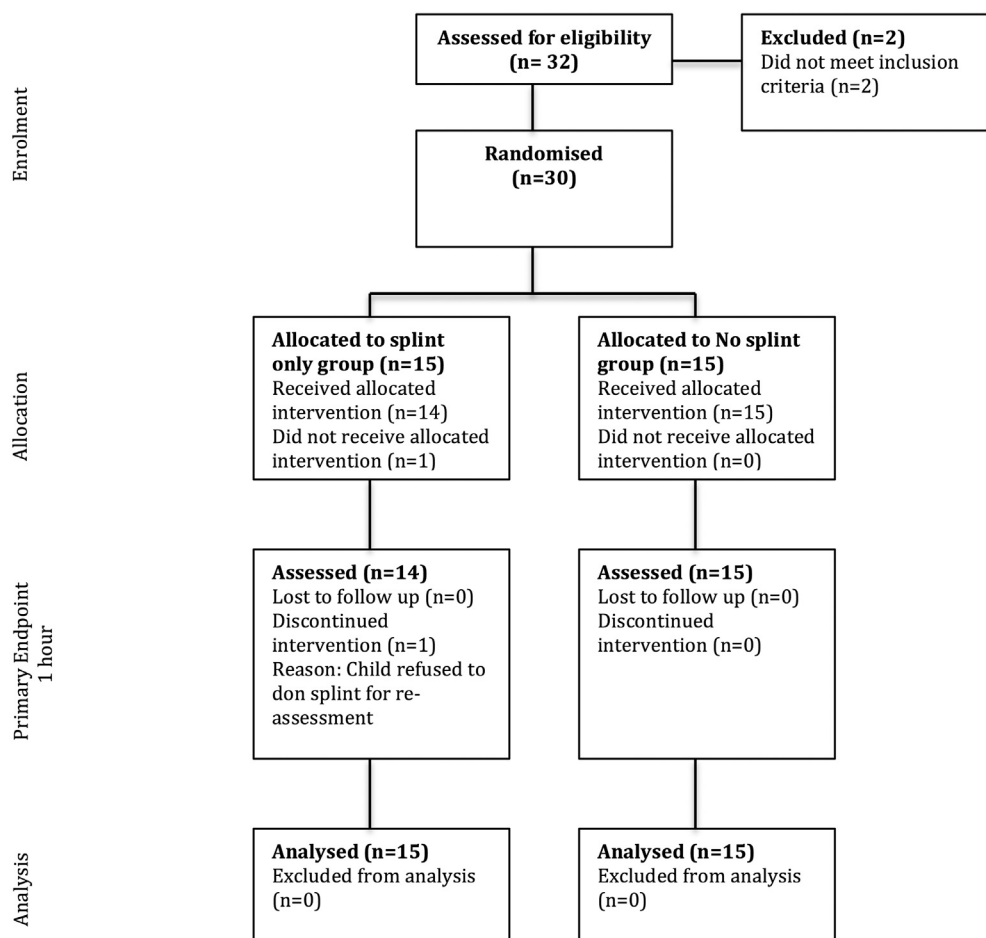 Assessed for eligibility
(n= 32)
Excluded (n=2)
Did not meet inclusion
criteria (n=2)
Enrolment
Randomised
(n=30)
Allocation
Allocated to splint
only group (n=15)
Received allocated
intervention (n=14)
Did not receive allocated
intervention (n=1)
Allocated to No splint
group (n=15)
Received allocated
intervention (n=15)
Did not receive allocated
intervention (n=0)
Primary Endpoint
1 hour
Assessed (n=14)
Lost to follow up (n=0)
Discontinued
intervention (n=1)
Reason: Child refused to
don splint for re-
assessment
Assessed (n=15)
Lost to follow up (n=0)
Discontinued
intervention (n=0)
Analysis
Analysed (n=15)
Excluded from analysis
(n=0)
Analysed (n=15)
Excluded from analysis
(n=0)